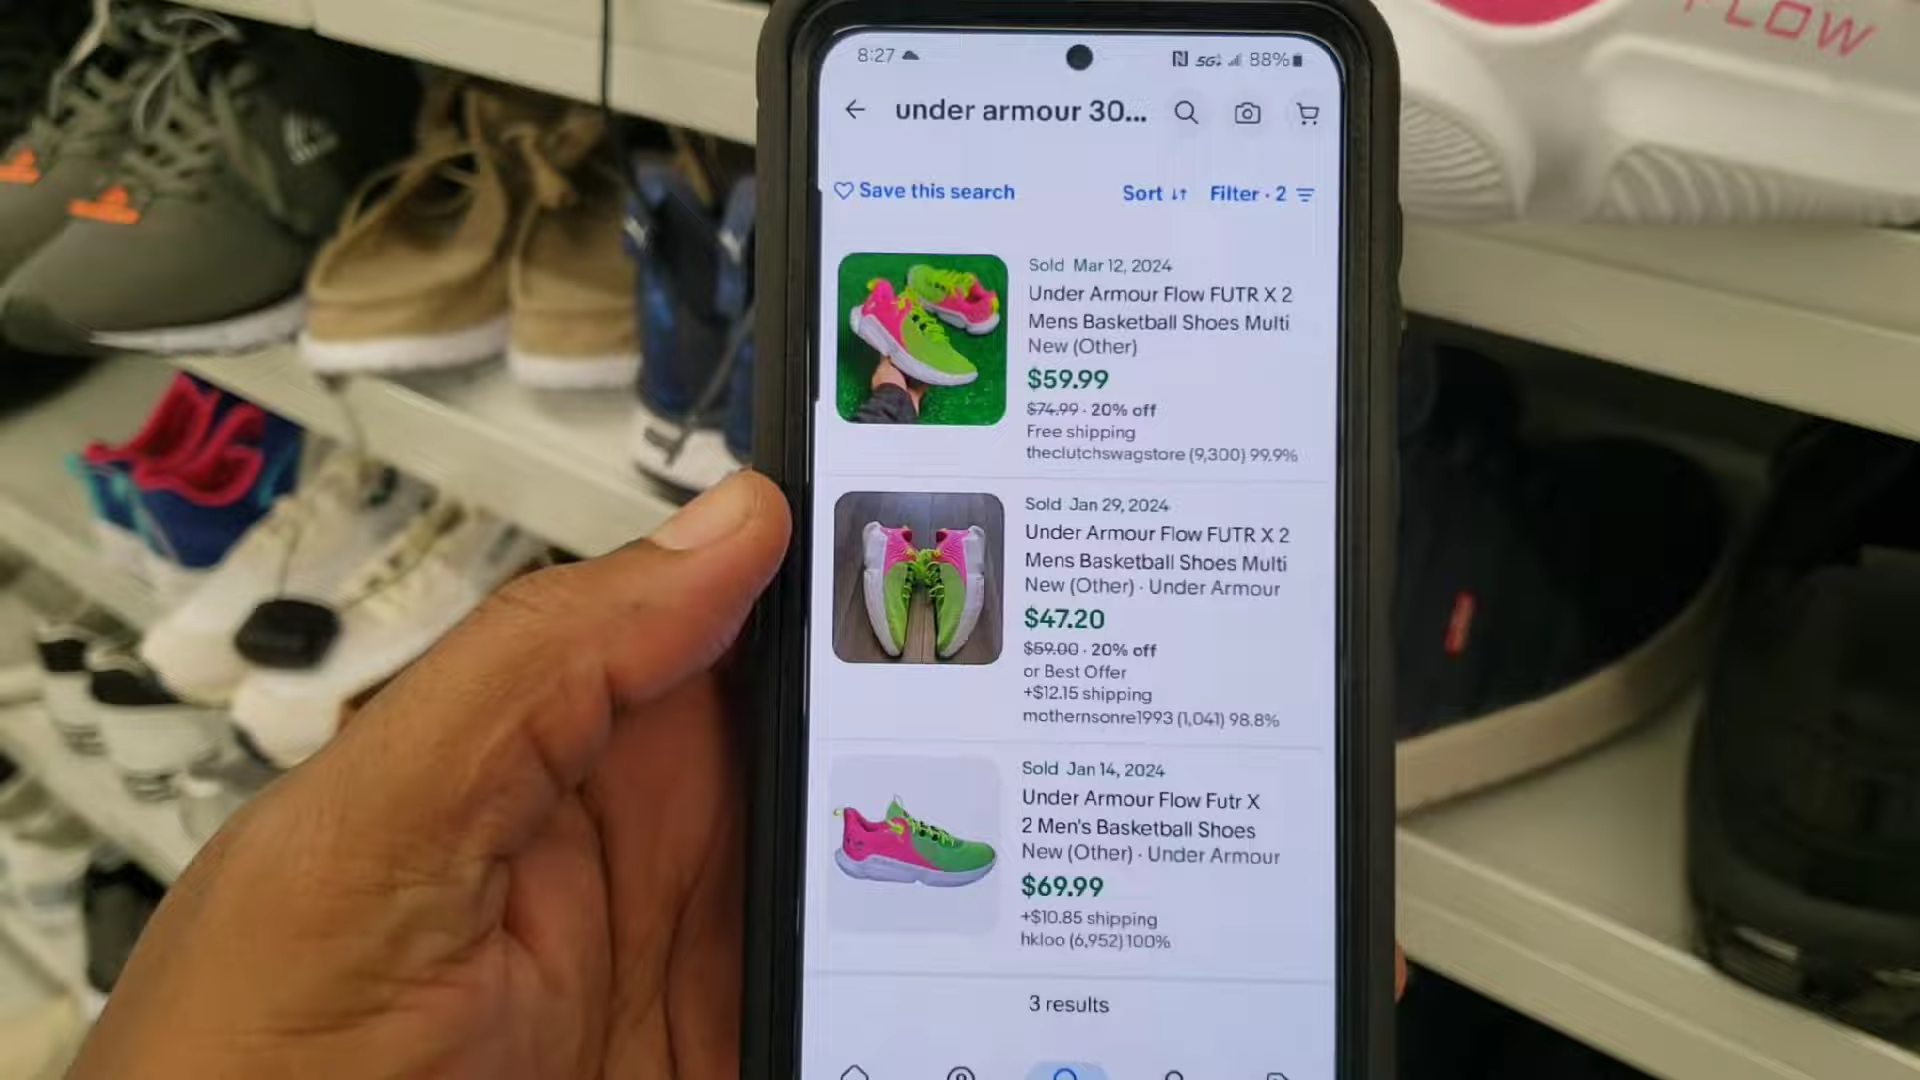 FLOW
8:27
5G 88%
under armour 30...
Save this search
Sort
Filter · 2
Sold Mar 12, 2024
Under Armour Flow FUTR X 2
Mens Basketball Shoes Multi
New (Other)
$59.99
$74.99 · 20% off
Free shipping
theclutchswagstore (9,300) 99.9%
Sold Jan 29, 2024
Under Armour Flow FUTR X 2
Mens Basketball Shoes Multi
New (Other) · Under Armour
$47.20
$59.00 · 20% off
or Best Offer
+$12.15 shipping
mothernsonre1993 (1,041) 98.8%
Sold Jan 14, 2024
Under Armour Flow Futr X
2 Men's Basketball Shoes
New (Other) · Under Armour
$69.99
+$10.85 shipping
hkloo (6,952) 100%
3 results